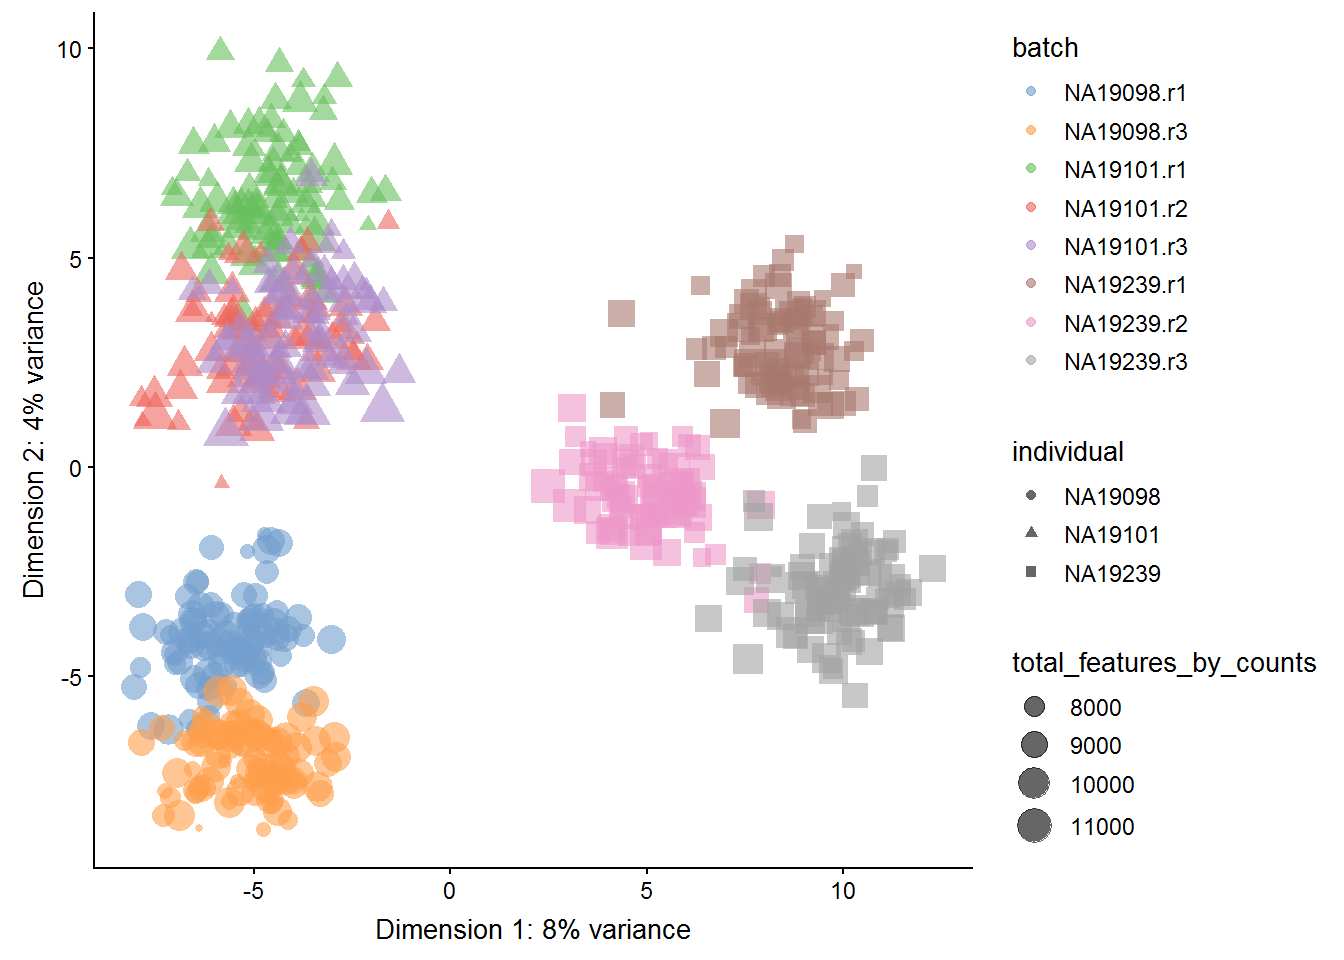 10
5
0
-5
-5
0
5
10
Dimension 2: 4% variance
Dimension 1: 8% variance
batch
NA19098.r1
NA19098.r3
NA19101.r1
NA19101.r2
NA19101.r3
NA19239.r1
NA19239.r2
NA19239.r3
individual
NA19098
NA19101
NA19239
total_features_by_counts
8000
9000
10000
11000